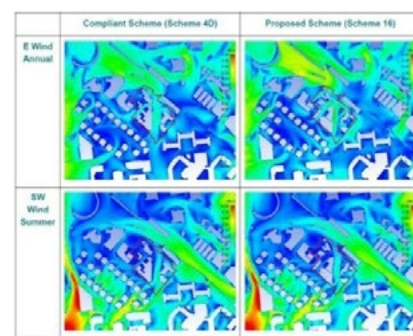 Compliant Scheme (Scheme 4D)
Proposed Scheme (Scheme 16)
E Wind
Annual
SW
Wind
Summer